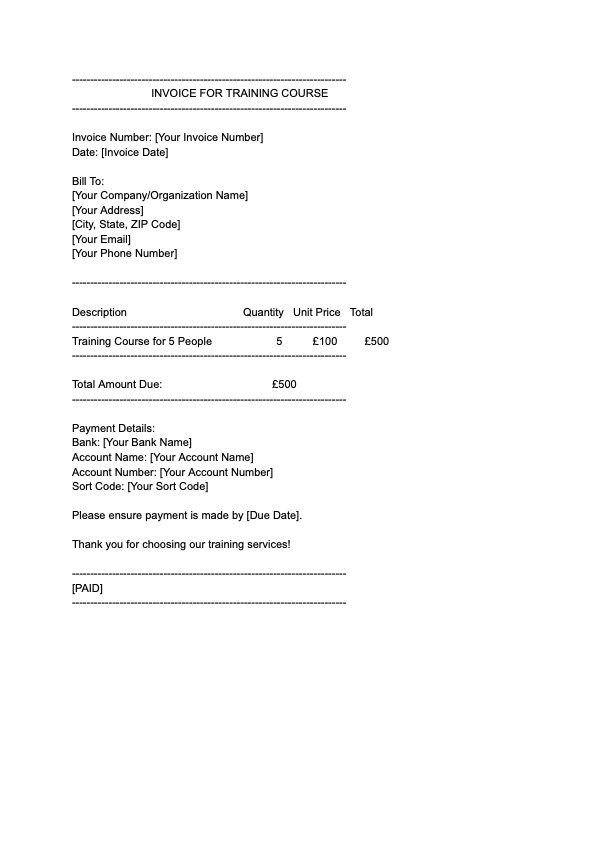 ------------------------------------------------------------------------------
INVOICE FOR TRAINING COURSE
------------------------------------------------------------------------------
Invoice Number: [Your Invoice Number]
Date: [Invoice Date]
Bill To:
[Your Company/Organization Name]
[Your Address]
[City, State, ZIP Code]
[Your Email]
[Your Phone Number]
------------------------------------------------------------------------------
Description Quantity Unit Price Total
------------------------------------------------------------------------------
Training Course for 5 People 5 £100 £500
------------------------------------------------------------------------------
Total Amount Due: £500
------------------------------------------------------------------------------
Payment Details:
Bank: [Your Bank Name]
Account Name: [Your Account Name]
Account Number: [Your Account Number]
Sort Code: [Your Sort Code]
Please ensure payment is made by [Due Date].
Thank you for choosing our training services!
------------------------------------------------------------------------------
[PAID]
------------------------------------------------------------------------------